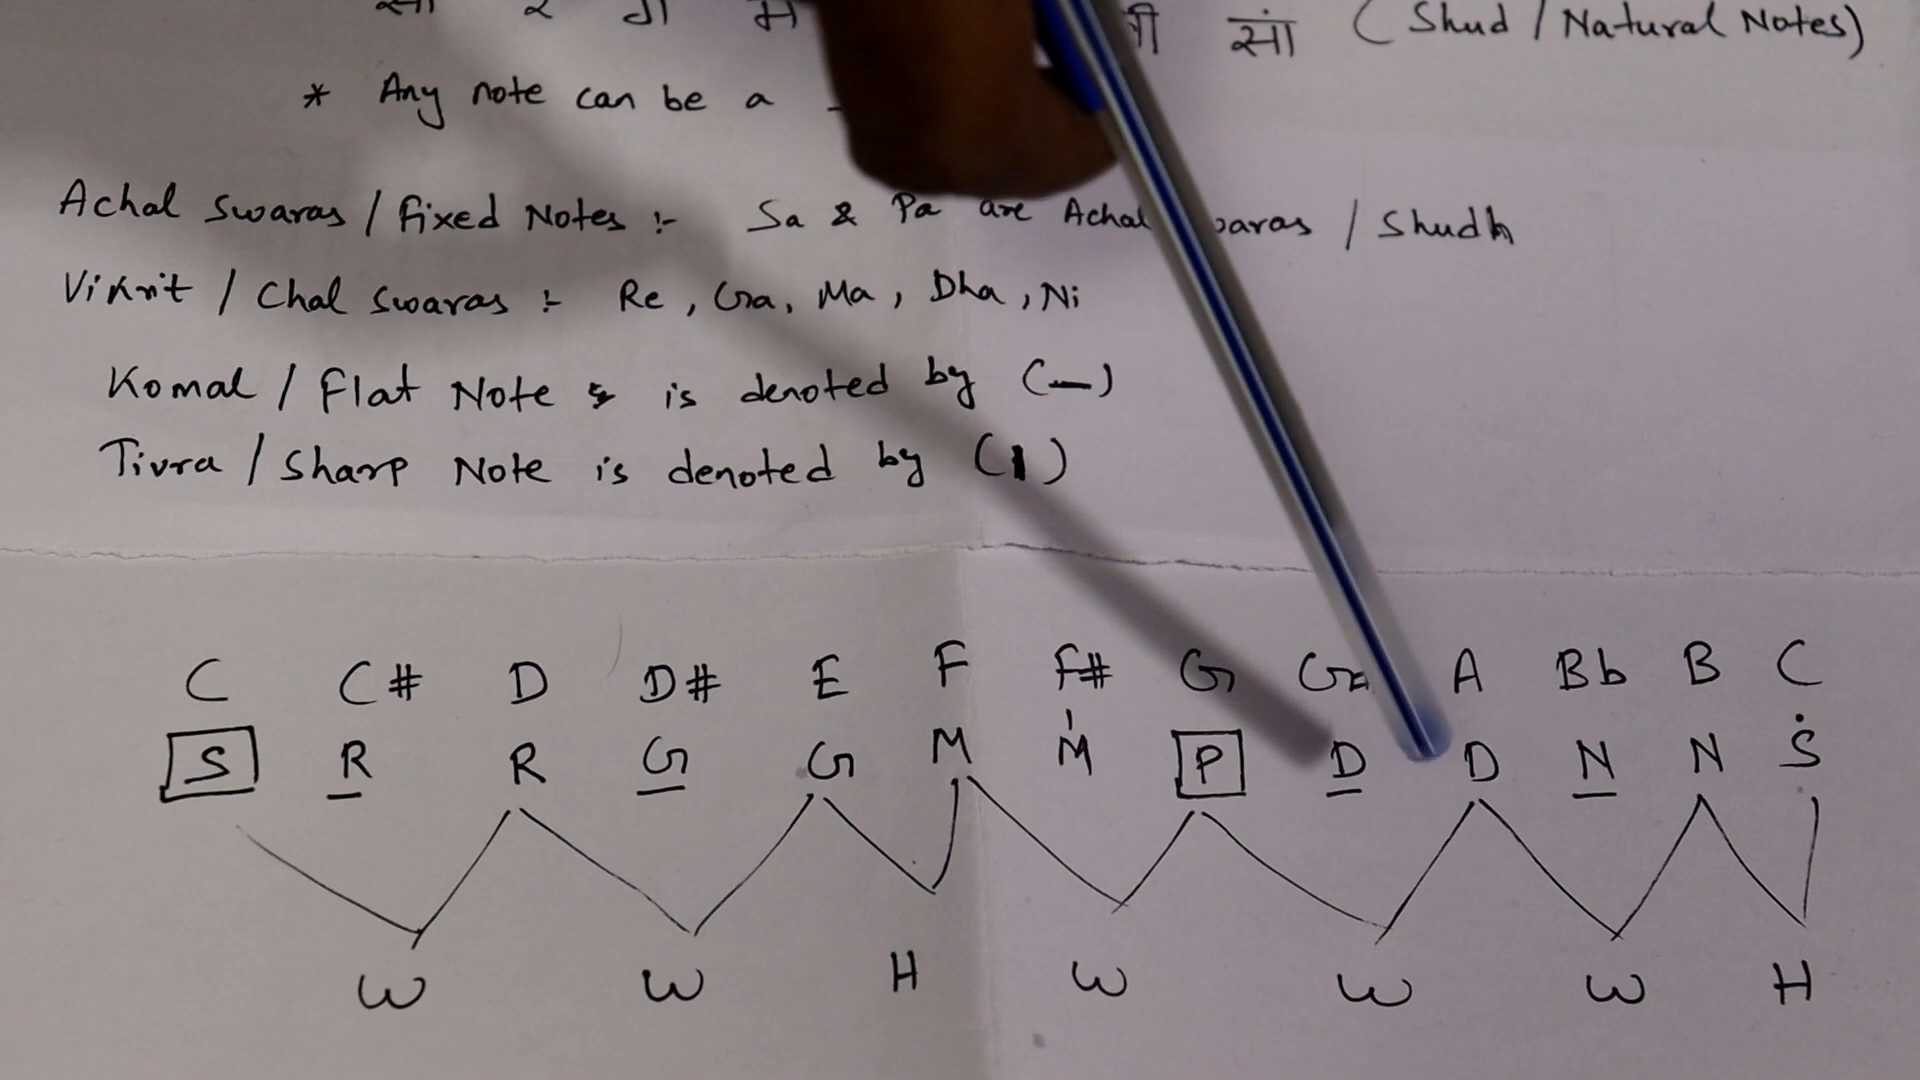 सा रे गा म नी सां (Shud / Natural Notes)
* Any note can be a
Achal Swaras / Fixed Notes :- Sa & Pa are Achal / Shudh
Vikrit / Chal Swaras :- Re, Ga, Ma, Dha, Ni
Komal / Flat Note is denoted by (—)
Tivra / Sharp Note is denoted by (|)
C C# D D# E F F# G A Bb B C
S R R G G M M P D D N N Ṡ
W W H W W W H